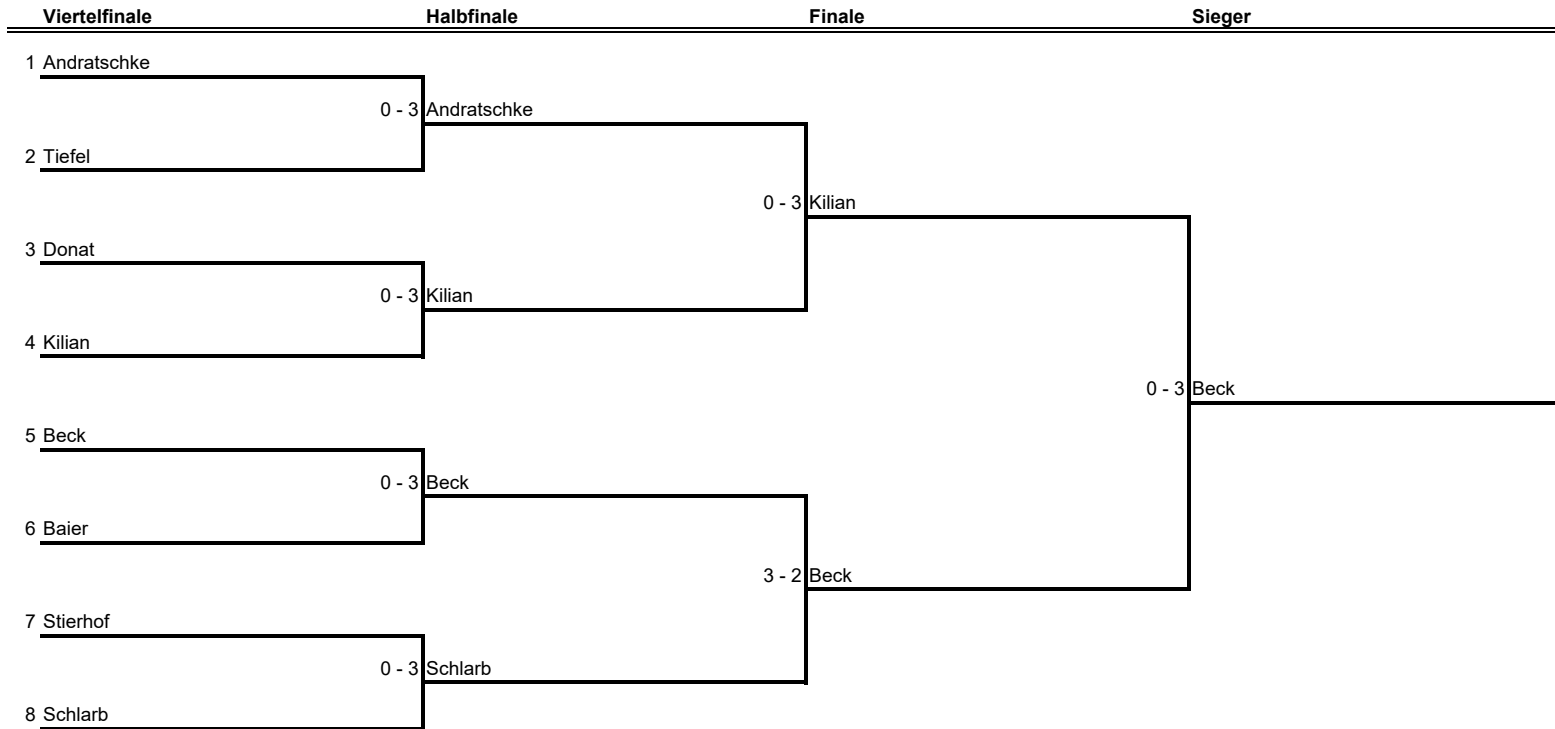 Viertelfinale Halbfinale Finale Sieger
1 Andratschke
0 - 3 Andratschke
2 Tiefel
0 - 3 Kilian
3 Donat
0 - 3 Kilian
4 Kilian
0 - 3 Beck
5 Beck
0 - 3 Beck
6 Baier
3 - 2 Beck
7 Stierhof
0 - 3 Schlarb
8 Schlarb